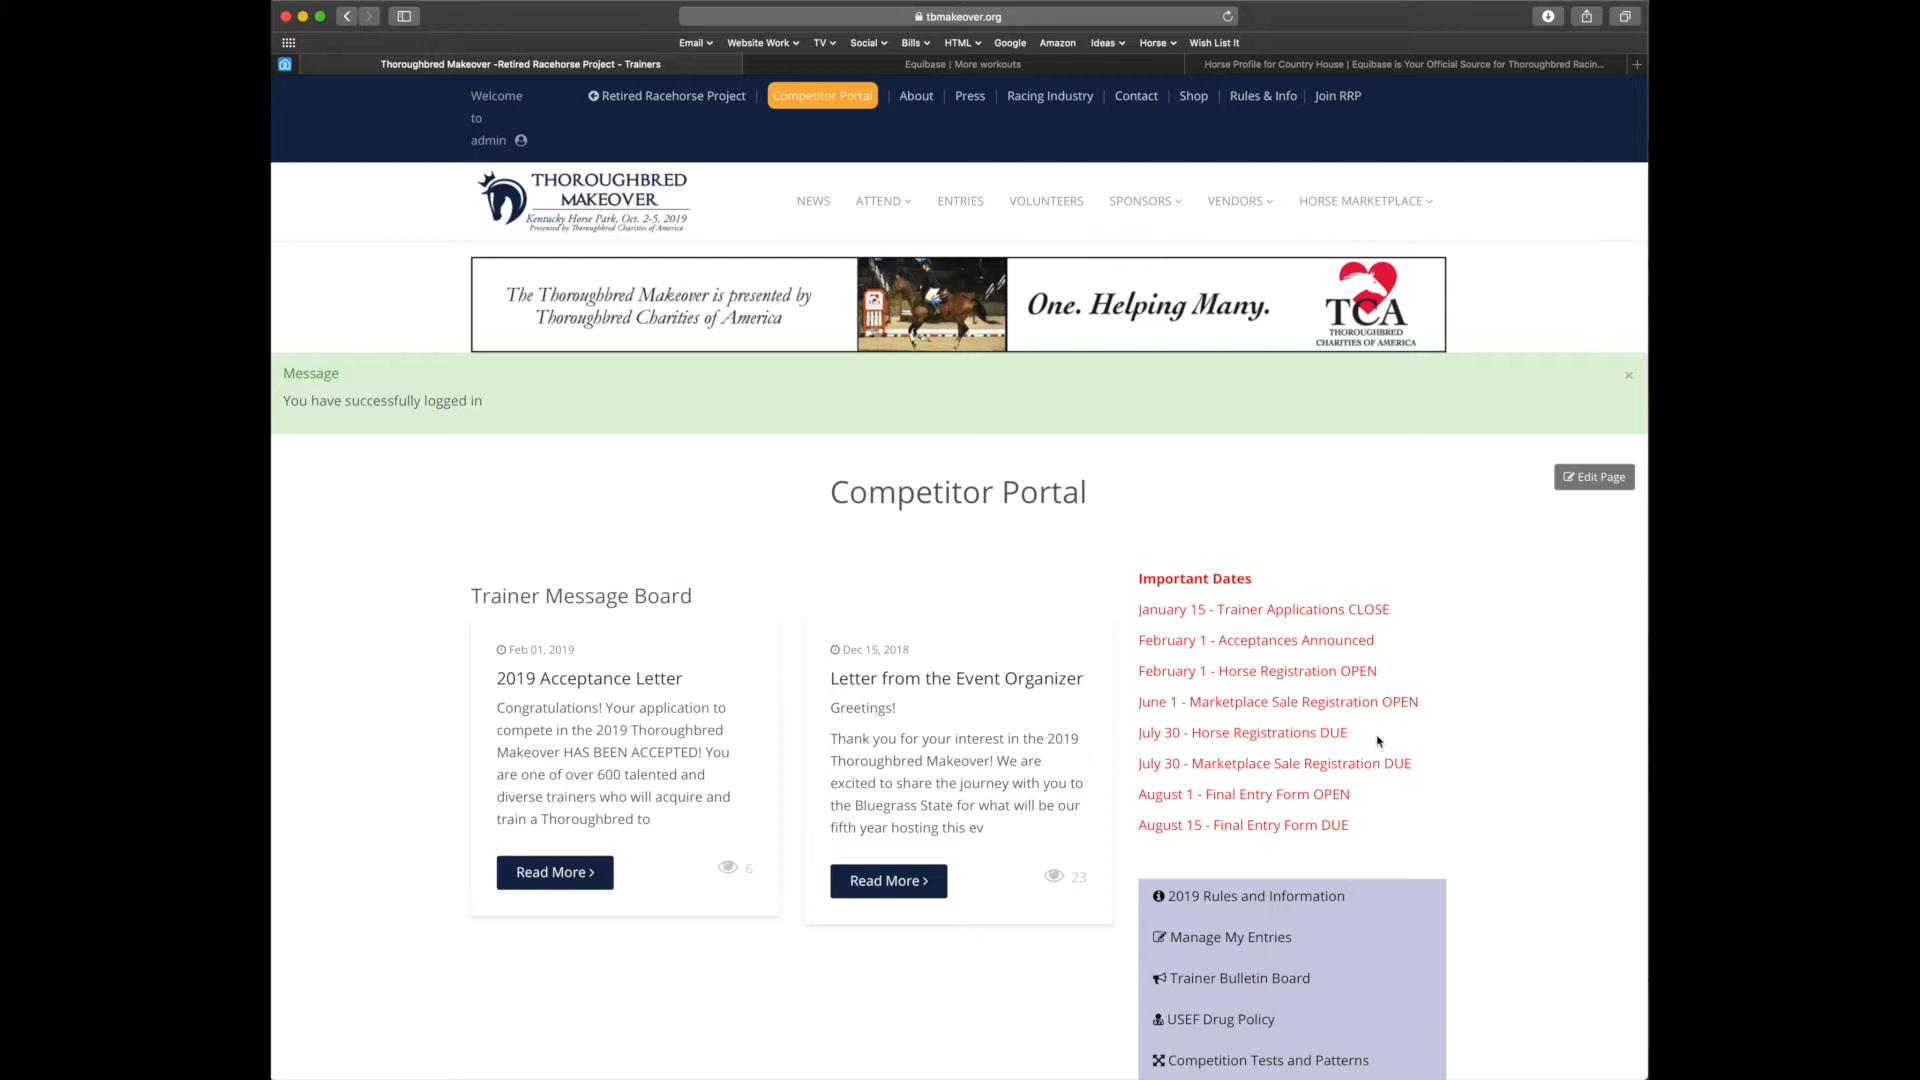 tbmakeover.org
Email Website Work TV Social Bills HTML Google Amazon Ideas Horse Wish List It
Thoroughbred Makeover -Retired Racehorse Project - Trainers
Equibase | More workouts
Horse Profile for Country House | Equibase is Your Official Source for Thoroughbred Racin...
Welcome
to
admin
Retired Racehorse Project | Competitor Portal | About | Press | Racing Industry | Contact | Shop | Rules & Info | Join RRP
THOROUGHBRED
MAKEOVER
Kentucky Horse Park, Oct. 2-5, 2019
Presented by Thoroughbred Charities of America
NEWS ATTEND ENTRIES VOLUNTEERS SPONSORS VENDORS HORSE MARKETPLACE
The Thoroughbred Makeover is presented by
Thoroughbred Charities of America
One. Helping Many.
TCA
THOROUGHBRED
CHARITIES OF AMERICA
Message
×
You have successfully logged in
Edit Page
Competitor Portal
Trainer Message Board
Feb 01, 2019
2019 Acceptance Letter
Congratulations! Your application to
compete in the 2019 Thoroughbred
Makeover HAS BEEN ACCEPTED! You
are one of over 600 talented and
diverse trainers who will acquire and
train a Thoroughbred to
Read More
6
Dec 15, 2018
Letter from the Event Organizer
Greetings!
Thank you for your interest in the 2019
Thoroughbred Makeover! We are
excited to share the journey with you to
the Bluegrass State for what will be our
fifth year hosting this ev
Read More
23
Important Dates
January 15 - Trainer Applications CLOSE
February 1 - Acceptances Announced
February 1 - Horse Registration OPEN
June 1 - Marketplace Sale Registration OPEN
July 30 - Horse Registrations DUE
July 30 - Marketplace Sale Registration DUE
August 1 - Final Entry Form OPEN
August 15 - Final Entry Form DUE
2019 Rules and Information
Manage My Entries
Trainer Bulletin Board
USEF Drug Policy
Competition Tests and Patterns